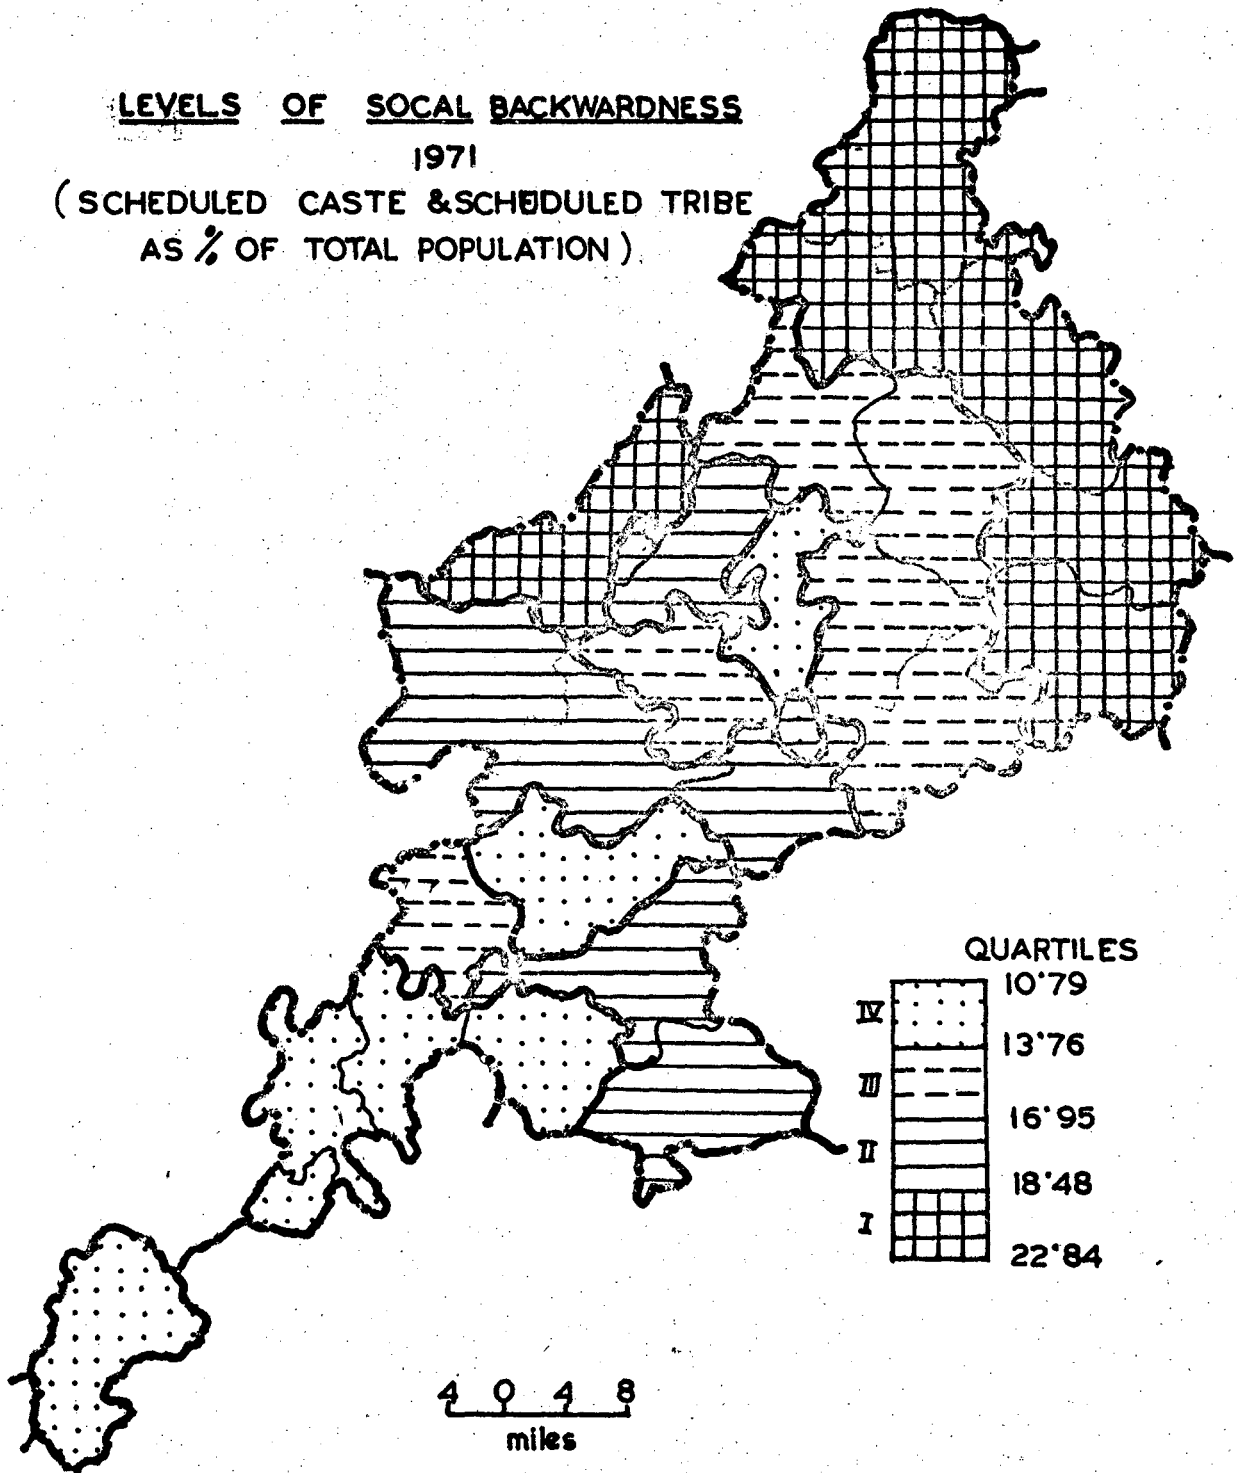 LEVELS OF SOCAL BACKWARDNESS
1971
(SCHEDULED CASTE & SCHEDULED TRIBE
AS % OF TOTAL POPULATION)
QUARTILES
10·79
IV
13·76
III
16·95
II
18·48
I
22·84
4 0 4 8
miles